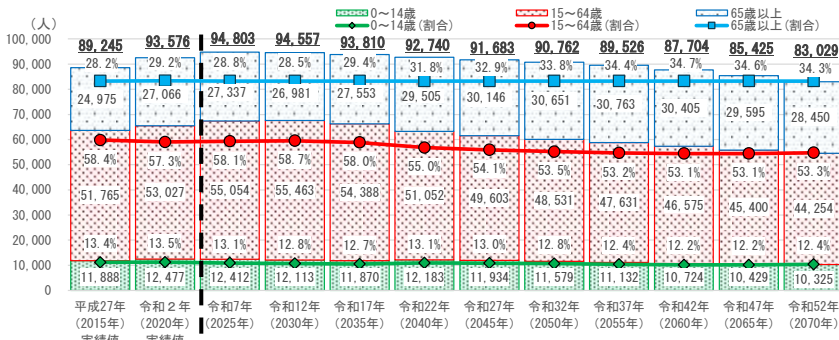 0~14歳 15~64歳 65歳以上
0~14歳(割合) 15~64歳(割合) 65歳以上(割合)
(人)
100,000
90,000
80,000
70,000
60,000
50,000
40,000
30,000
20,000
10,000
0
89,245 93,576 94,803 94,557 93,810 92,740 91,683 90,762 89,526 87,704 85,425 83,029
28.2% 29.2% 28.8% 28.5% 29.4% 31.8% 32.9% 33.8% 34.4% 34.7% 34.6% 34.3%
24,975 27,066 27,337 26,981 27,553 29,505 30,146 30,651 30,763 30,405 29,595 28,450
58.4% 57.3% 58.1% 58.7% 58.0% 55.0% 54.1% 53.5% 53.2% 53.1% 53.1% 53.3%
51,765 53,027 55,054 55,463 54,388 51,052 49,603 48,531 47,631 46,575 45,400 44,254
13.4% 13.5% 13.1% 12.8% 12.7% 13.1% 13.0% 12.8% 12.4% 12.2% 12.2% 12.4%
11,888 12,477 12,412 12,113 11,870 12,183 11,934 11,579 11,132 10,724 10,429 10,325
平成27年 令和2年 令和7年 令和12年 令和17年 令和22年 令和27年 令和32年 令和37年 令和42年 令和47年 令和52年
(2015年) (2020年) (2025年) (2030年) (2035年) (2040年) (2045年) (2050年) (2055年) (2060年) (2065年) (2070年)
実績値 実績値